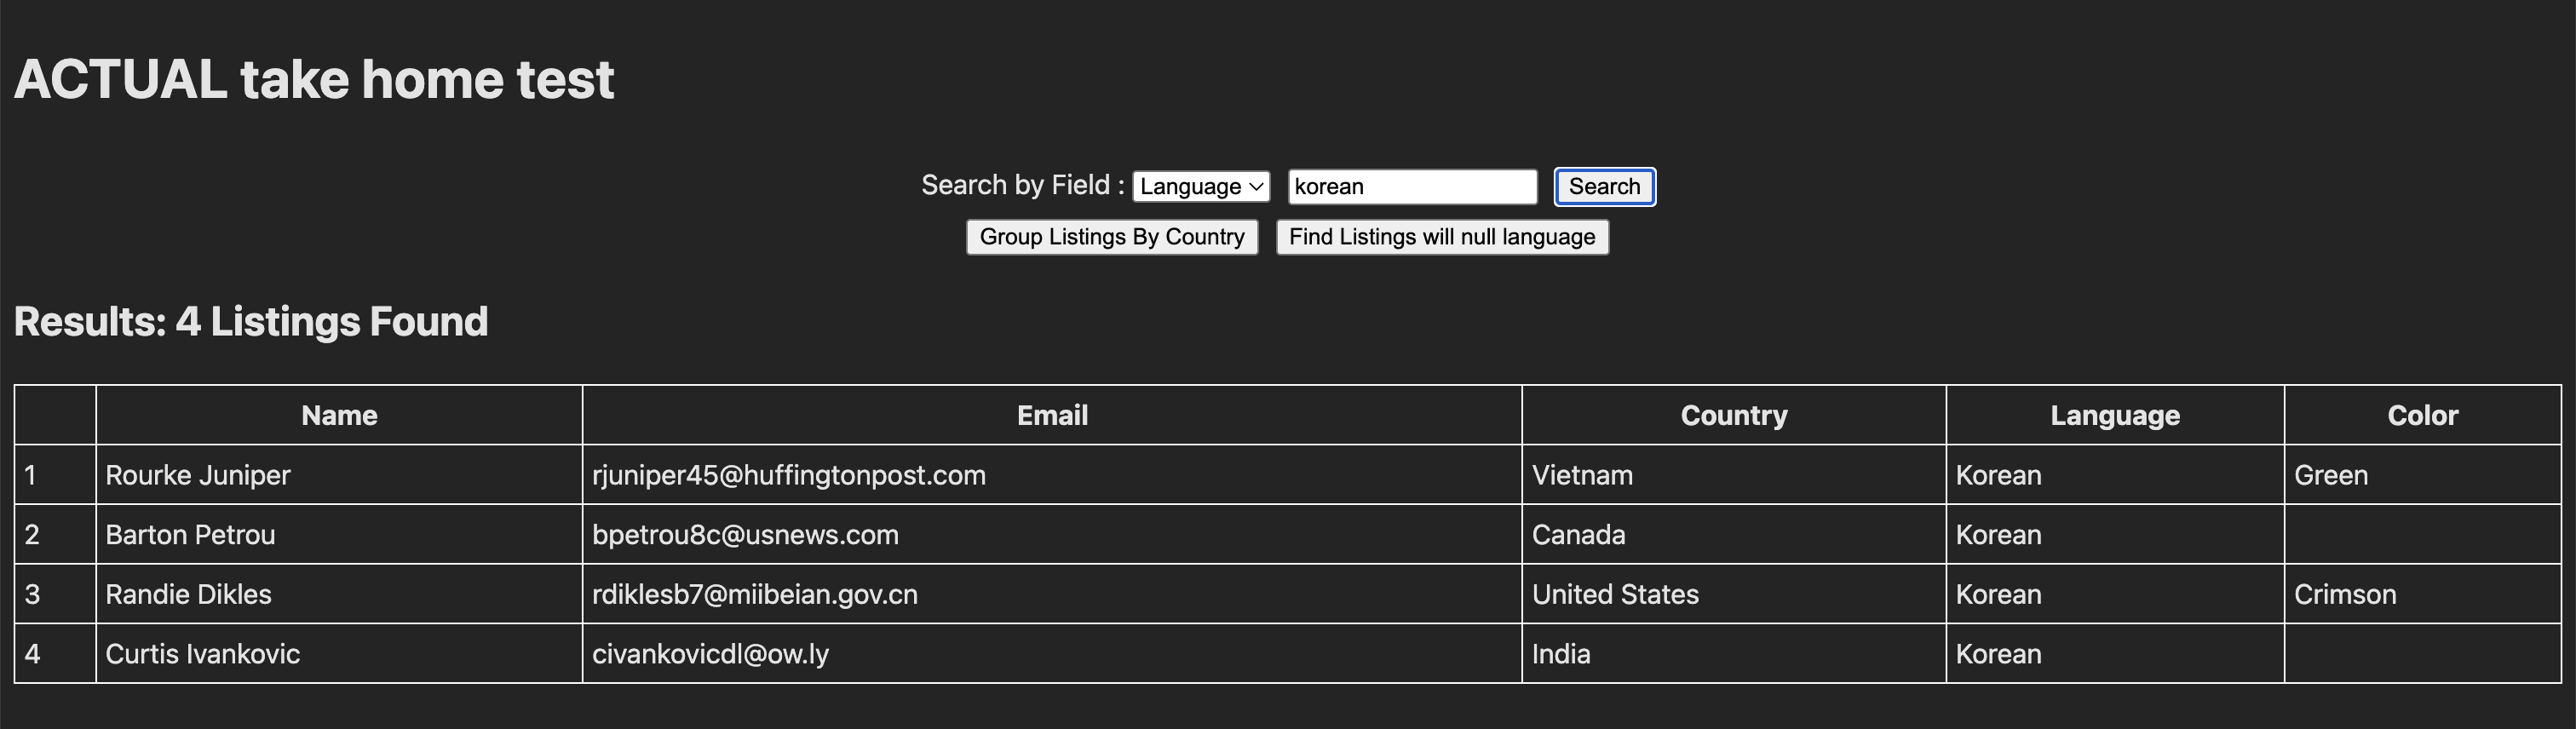 ACTUAL take home test
Search by Field : Language korean Search
Group Listings By Country Find Listings will null language
Results: 4 Listings Found
Name Email Country Language Color
1 Rourke Juniper rjuniper45@huffingtonpost.com Vietnam Korean Green
2 Barton Petrou bpetrou8c@usnews.com Canada Korean
3 Randie Dikles rdiklesb7@miibeian.gov.cn United States Korean Crimson
4 Curtis Ivankovic civankovicdl@ow.ly India Korean